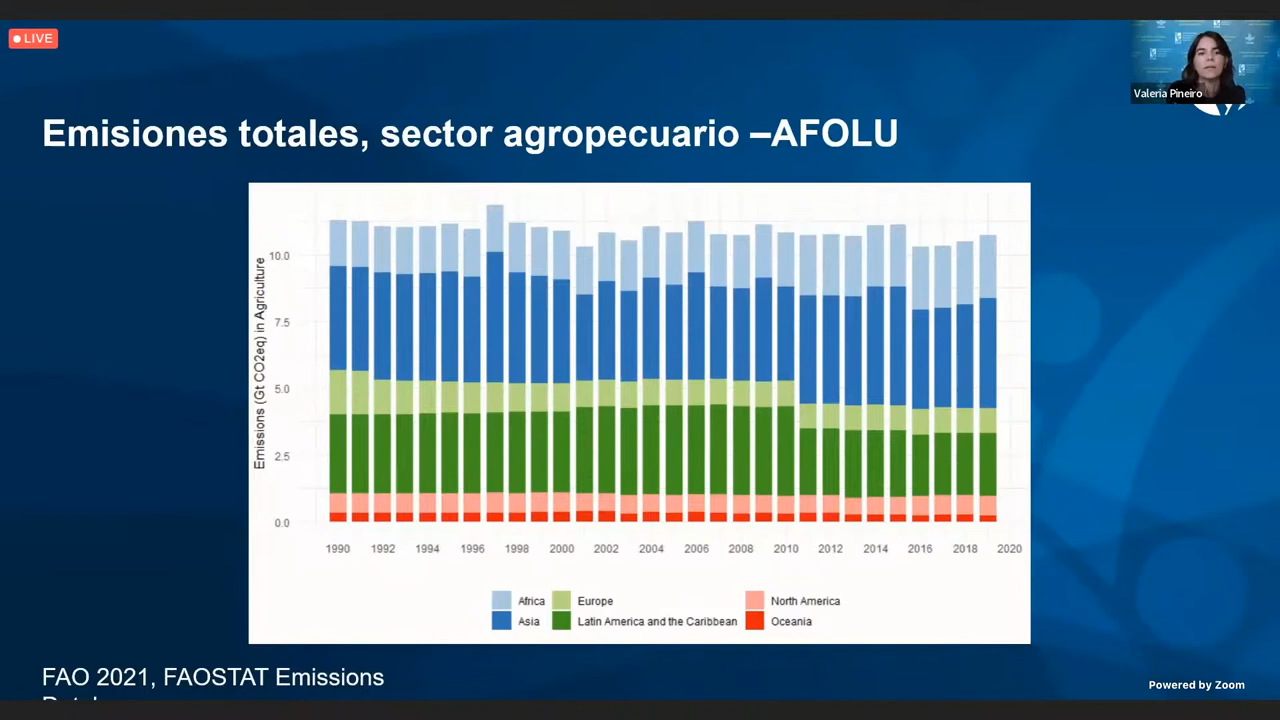 LIVE
Valeria Pineiro
Emisiones totales, sector agropecuario –AFOLU
Emissions (Gt CO2eq) in Agriculture
10.0
7.5
5.0
2.5
0.0
1990 1992 1994 1996 1998 2000 2002 2004 2006 2008 2010 2012 2014 2016 2018 2020
Africa Europe North America
Asia Latin America and the Caribbean Oceania
FAO 2021, FAOSTAT Emissions
Powered by Zoom